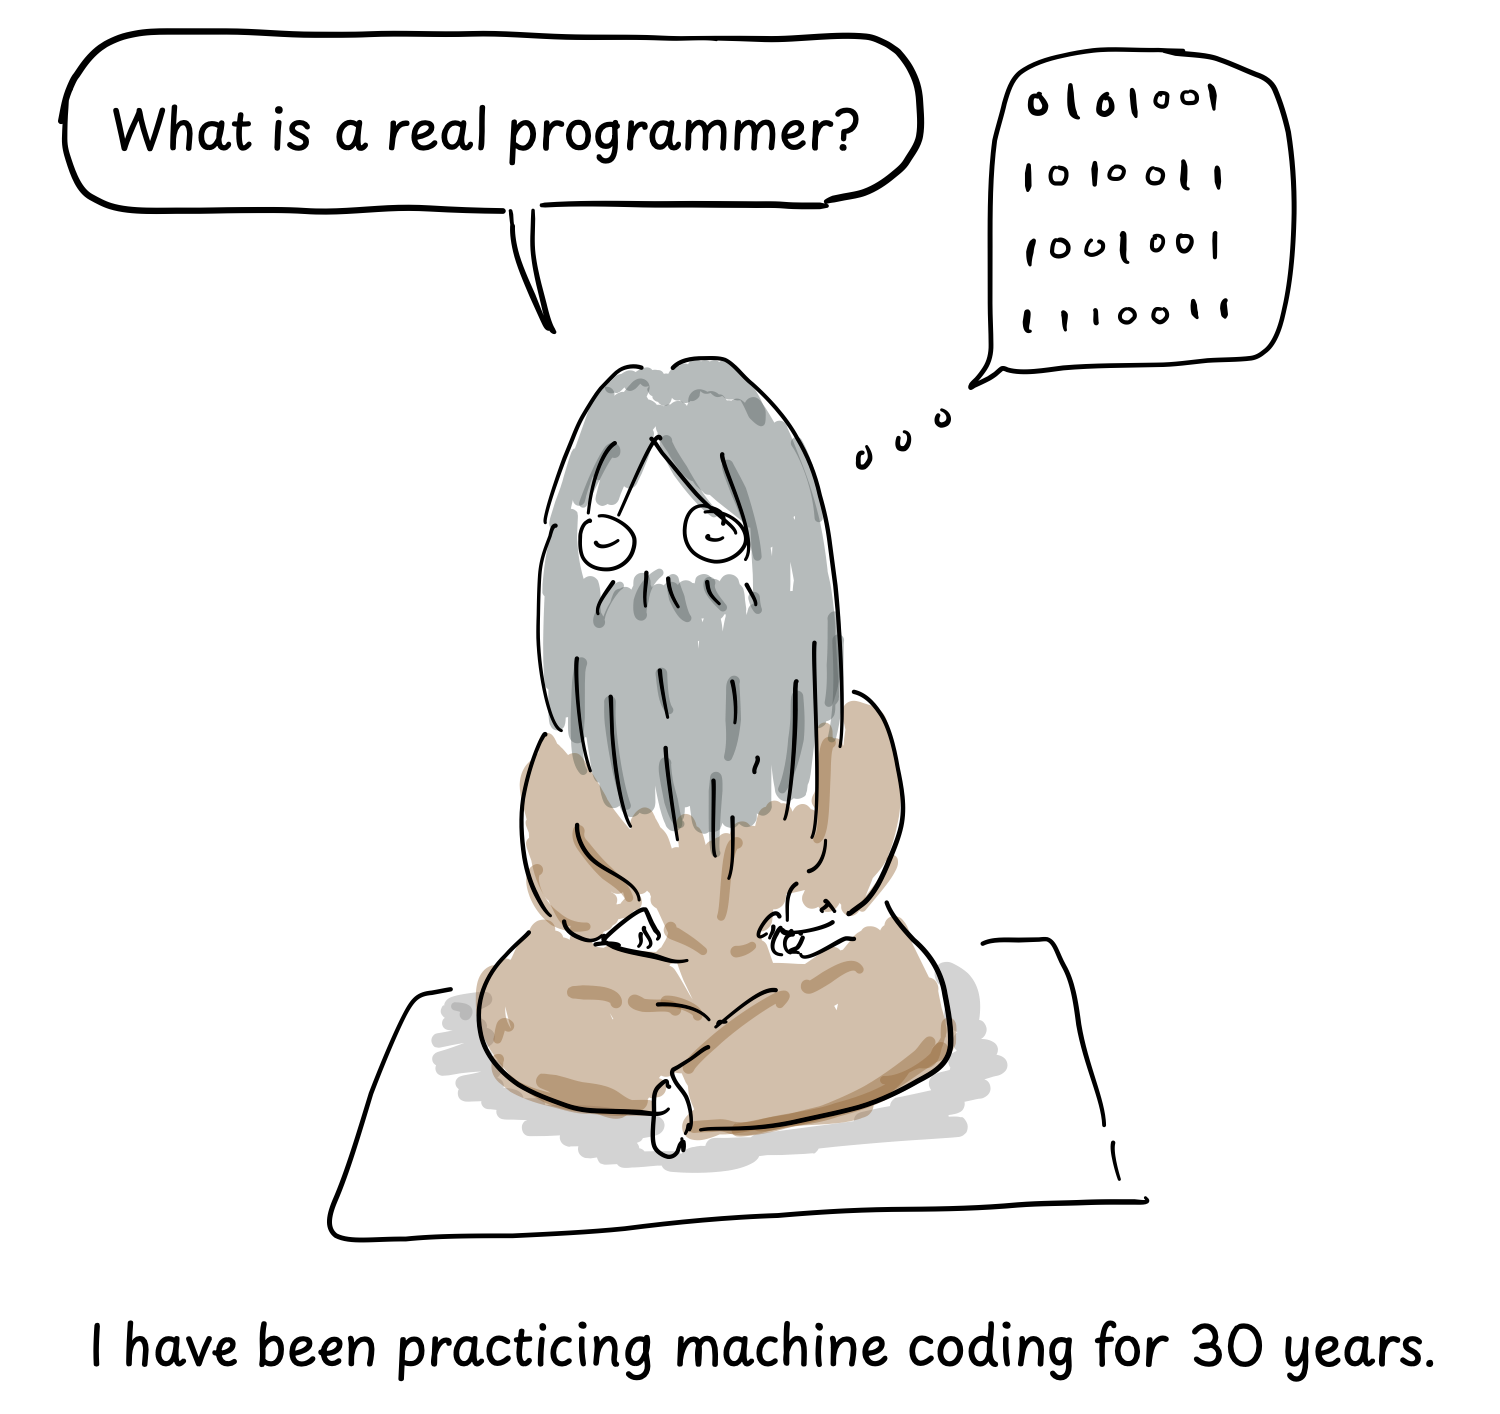 What is a real programmer?
0101001
1010011
1001001
1110011
I have been practicing machine coding for 30 years.